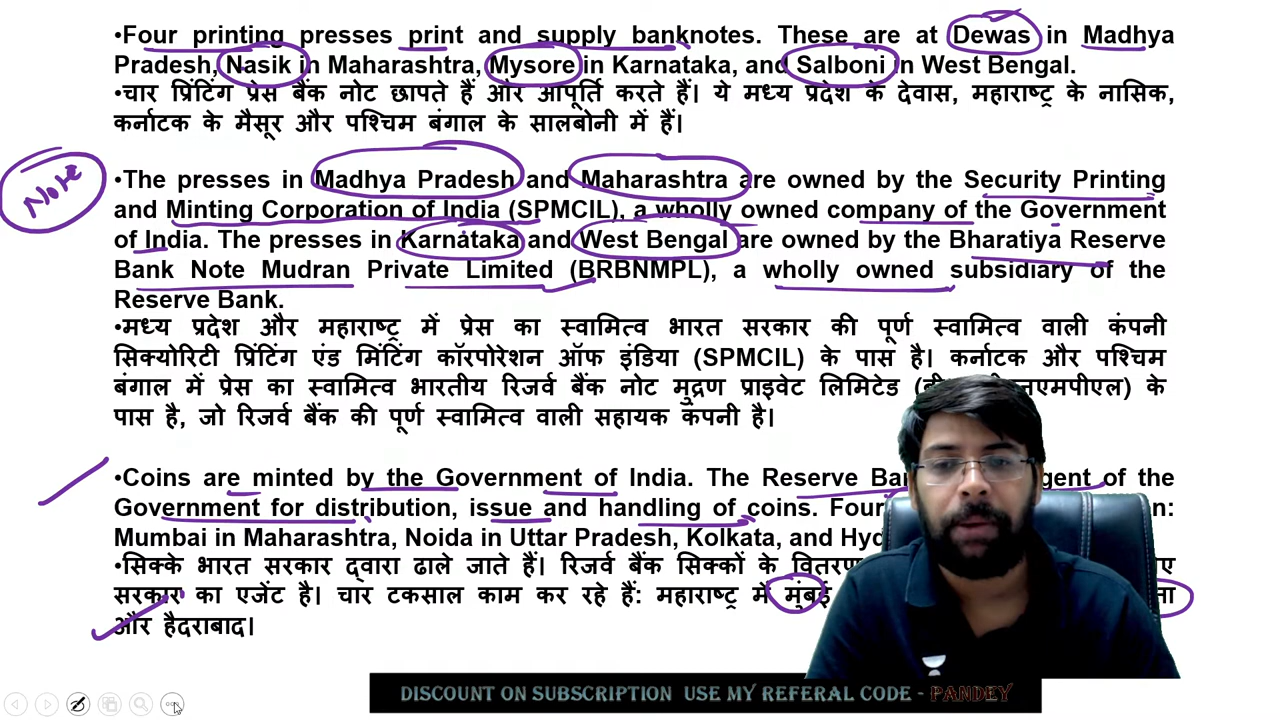 •Four printing presses print and supply banknotes. These are at Dewas in Madhya
Pradesh, Nasik in Maharashtra, Mysore in Karnataka, and Salboni in West Bengal.
•चार प्रिंटिंग प्रेस बैंक नोट छापते हैं और आपूर्ति करते हैं। ये मध्य प्रदेश के देवास, महाराष्ट्र के नासिक,
कर्नाटक के मैसूर और पश्चिम बंगाल के सालबोनी में हैं।
Note
•The presses in Madhya Pradesh and Maharashtra are owned by the Security Printing
and Minting Corporation of India (SPMCIL), a wholly owned company of the Government
of India. The presses in Karnataka and West Bengal are owned by the Bharatiya Reserve
Bank Note Mudran Private Limited (BRBNMPL), a wholly owned subsidiary of the
Reserve Bank.
•मध्य प्रदेश और महाराष्ट्र में प्रेस का स्वामित्व भारत सरकार की पूर्ण स्वामित्व वाली कंपनी
सिक्योरिटी प्रिंटिंग एंड मिंटिंग कॉरपोरेशन ऑफ इंडिया (SPMCIL) के पास है। कर्नाटक और पश्चिम
बंगाल में प्रेस का स्वामित्व भारतीय रिजर्व बैंक नोट मुद्रण प्राइवेट लिमिटेड के
पास है, जो रिजर्व बैंक की पूर्ण स्वामित्व वाली सहायक कंपनी है।
•Coins are minted by the Government of India. The Reserve of the
Government for distribution, issue and handling of coins. Four
Mumbai in Maharashtra, Noida in Uttar Pradesh, Kolkata, and
•सिक्के भारत सरकार द्वारा ढाले जाते हैं। रिजर्व बैंक सिक्कों के वितरण
सरकार का एजेंट है। चार टकसाल काम कर रहे हैं: महाराष्ट्र में मुंबई
और हैदराबाद।
DISCOUNT ON SUBSCRIPTION USE MY REFERAL CODE - PANDEY